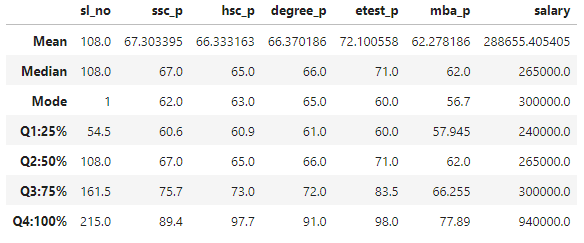 sl_no ssc_p hsc_p degree_p etest_p mba_p salary
Mean 108.0 67.303395 66.333163 66.370186 72.100558 62.278186 288655.405405
Median 108.0 67.0 65.0 66.0 71.0 62.0 265000.0
Mode 1 62.0 63.0 65.0 60.0 56.7 300000.0
Q1:25% 54.5 60.6 60.9 61.0 60.0 57.945 240000.0
Q2:50% 108.0 67.0 65.0 66.0 71.0 62.0 265000.0
Q3:75% 161.5 75.7 73.0 72.0 83.5 66.255 300000.0
Q4:100% 215.0 89.4 97.7 91.0 98.0 77.89 940000.0